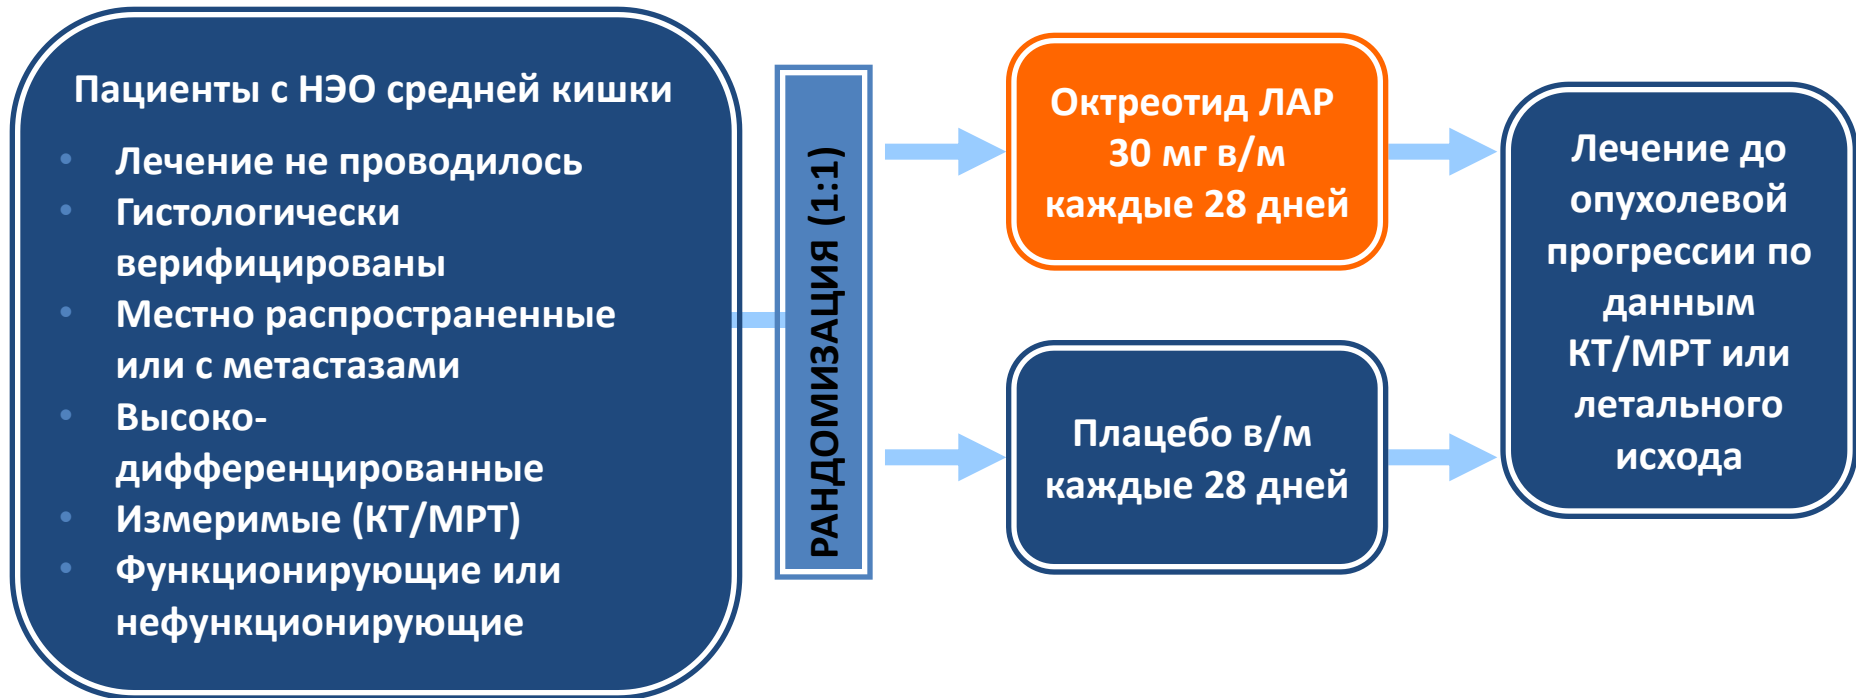 Пациенты с НЭО средней кишки
• Лечение не проводилось
• Гистологически
верифицированы
• Местно распространенные
или с метастазами
• Высоко-
дифференцированные
• Измеримые (КТ/МРТ)
• Функционирующие или
нефункционирующие
РАНДОМИЗАЦИЯ (1:1)
Октреотид ЛАР
30 мг в/м
каждые 28 дней
Плацебо в/м
каждые 28 дней
Лечение до
опухолевой
прогрессии по
данным
КТ/МРТ или
летального
исхода